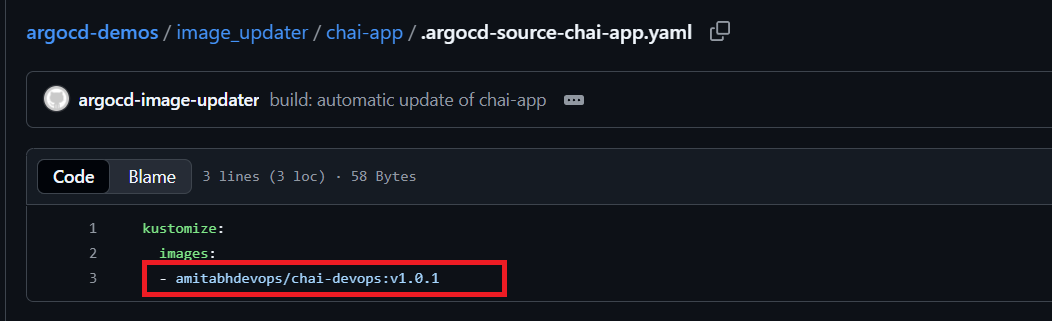 argocd-demos / image_updater / chai-app / .argocd-source-chai-app.yaml
argocd-image-updater build: automatic update of chai-app
Code Blame 3 lines (3 loc) · 58 Bytes
1 kustomize:
2 images:
3 - amitabhdevops/chai-devops:v1.0.1